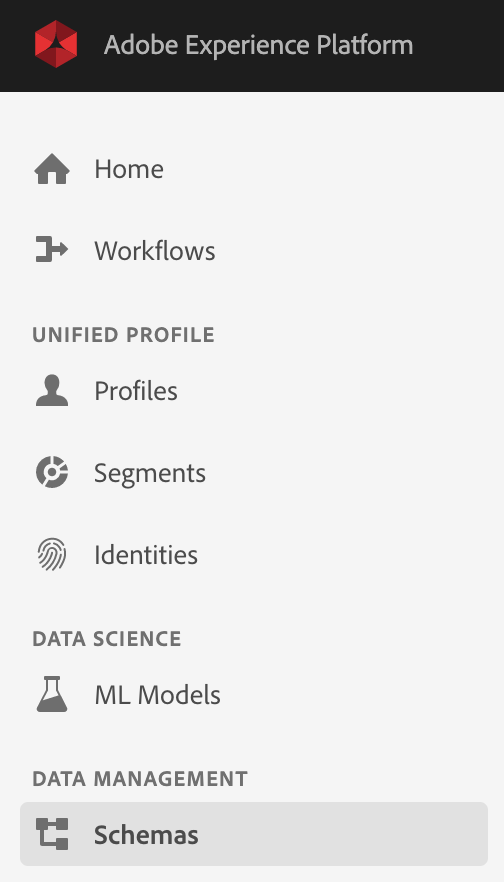 Adobe Experience Platform
Home
Workflows
UNIFIED PROFILE
Profiles
Segments
Identities
DATA SCIENCE
ML Models
DATA MANAGEMENT
Schemas